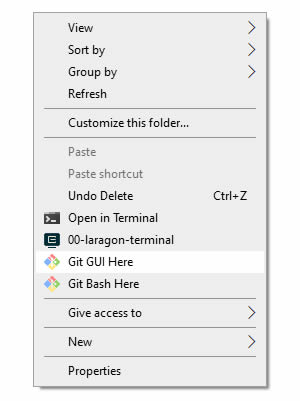 View
Sort by
Group by
Refresh
Customize this folder...
Paste
Paste shortcut
Undo Delete Ctrl+Z
Open in Terminal
00-laragon-terminal
Git GUI Here
Git Bash Here
Give access to
New
Properties